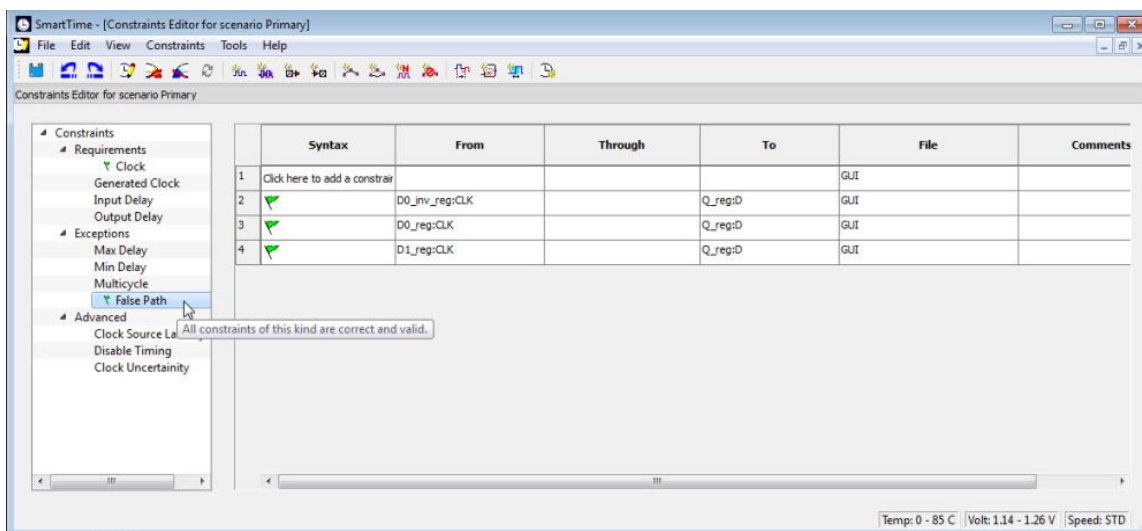 SmartTime - [Constraints Editor for scenario Primary]
File Edit View Constraints Tools Help
Constraints Editor for scenario Primary
Constraints
Requirements
Clock
Generated Clock
Input Delay
Output Delay
Exceptions
Max Delay
Min Delay
Multicycle
False Path
Advanced
Clock Source La
Disable Timing
Clock Uncertainity
All constraints of this kind are correct and valid.
Syntax From Through To File Comments
1 Click here to add a constrair GUI
2 D0_inv_reg:CLK Q_reg:D GUI
3 D0_reg:CLK Q_reg:D GUI
4 D1_reg:CLK Q_reg:D GUI
Temp: 0 - 85 C Volt: 1.14 - 1.26 V Speed: STD